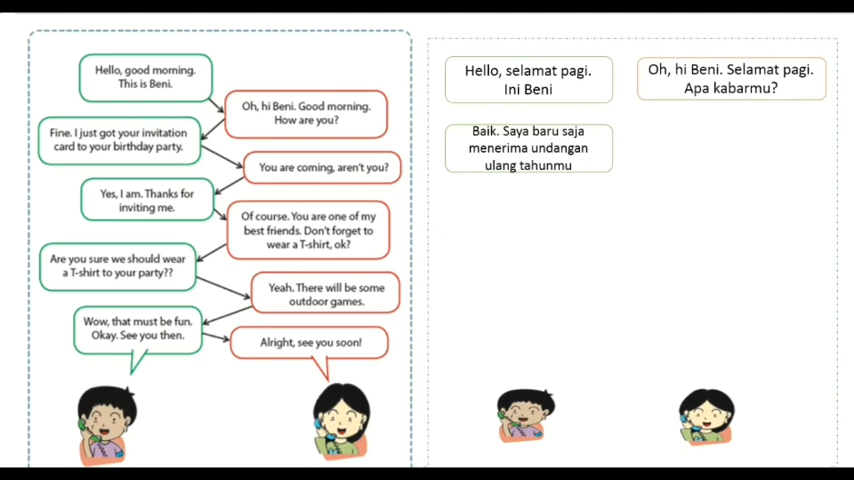 Hello, good morning.
This is Beni.
Oh, hi Beni. Good morning.
How are you?
Fine. I just got your invitation
card to your birthday party.
You are coming, aren't you?
Yes, I am. Thanks for
inviting me.
Of course. You are one of my
best friends. Don't forget to
wear a T-shirt, ok?
Are you sure we should wear
a T-shirt to your party??
Yeah. There will be some
outdoor games.
Wow, that must be fun.
Okay. See you then.
Alright, see you soon!
Hello, selamat pagi.
Ini Beni
Oh, hi Beni. Selamat pagi.
Apa kabarmu?
Baik. Saya baru saja
menerima undangan
ulang tahunmu